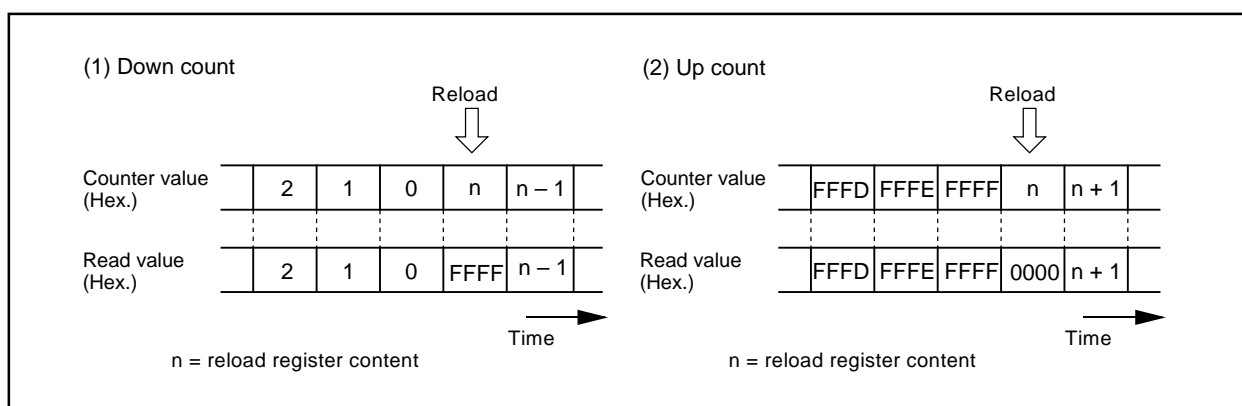 (1) Down count
Reload
Counter value
(Hex.)
2 1 0 n n – 1
Read value
(Hex.)
2 1 0 FFFF n – 1
Time
n = reload register content
(2) Up count
Reload
Counter value
(Hex.)
FFFD FFFE FFFF n n + 1
Read value
(Hex.)
FFFD FFFE FFFF 0000 n + 1
Time
n = reload register content